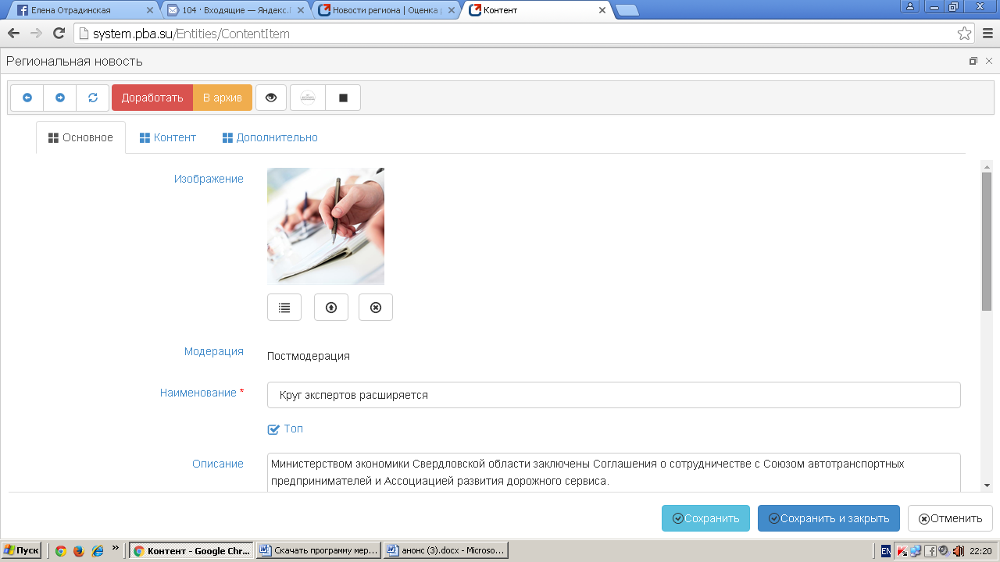 Елена Отрадинская
104 · Входящие — Яндекс.
Новости региона | Оценка
Контент
system.pba.su/Entities/ContentItem
Региональная новость
Доработать
В архив
Основное
Контент
Дополнительно
Изображение
Модерация
Постмодерация
Наименование *
Круг экспертов расширяется
Топ
Описание
Министерством экономики Свердловской области заключены Соглашения о сотрудничестве с Союзом автотранспортных
предпринимателей и Ассоциацией развития дорожного сервиса.
Сохранить
Сохранить и закрыть
Отменить
Пуск
»
Контент - Google Chr...
Скачать программу мер...
анонс (3).docx - Microso...
EN
22:20